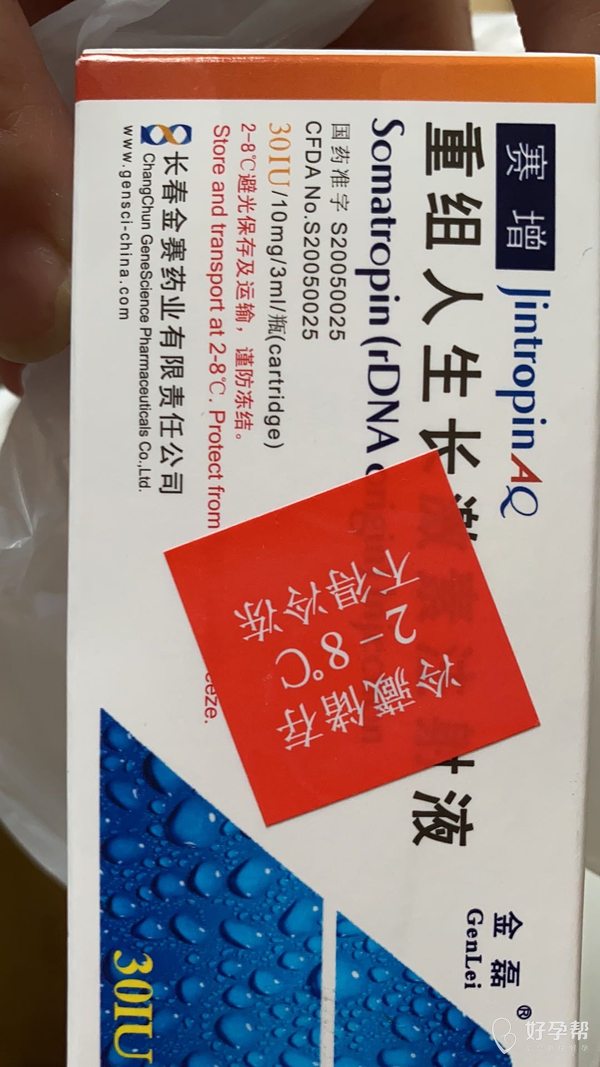 赛增 Jintropin AQ
重组人生长激素注射液
Somatropin (rDNA origin) injection
国药准字 S20050025
CFDA No.S20050025
30IU/10mg/3ml/瓶(cartridge)
2-8℃避光保存及运输，谨防冻结。
Store and transport at 2-8℃. Protect from
eeze.
长春金赛药业有限责任公司
ChangChun GeneScience Pharmaceuticals Co.,Ltd.
www.gensci-china.com
冷藏储存
2-8℃
不得冷冻
金磊®
GenLei
30IU
好孕帮